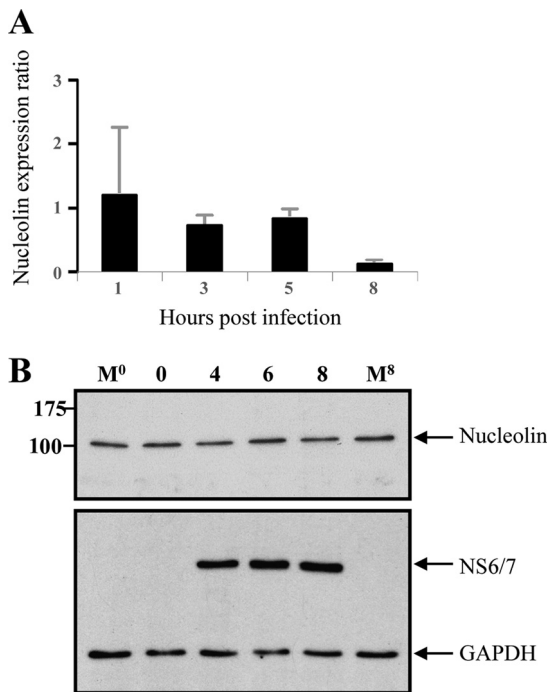 A
Nucleolin expression ratio
3
2
1
0
1 3 5 8
Hours post infection
B
M⁰ 0 4 6 8 M⁸
175
100
Nucleolin
NS6/7
GAPDH